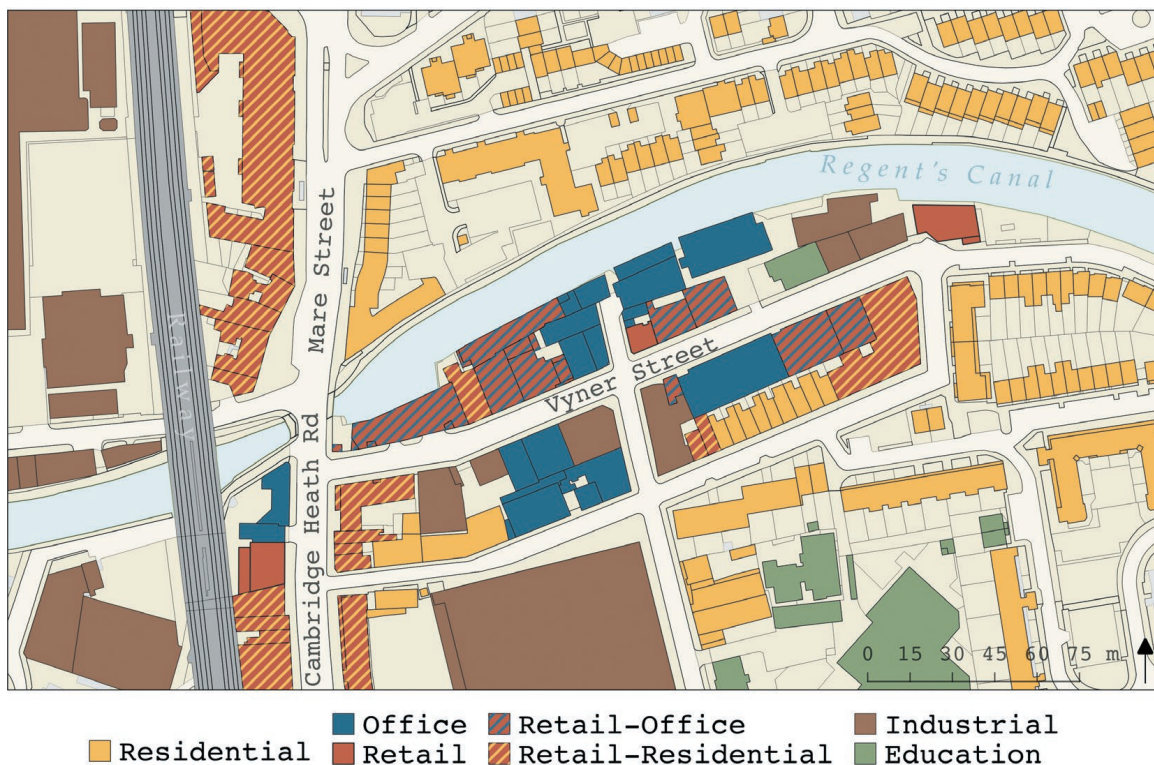 Regent's Canal
Mare Street
Railway
Vyner Street
Cambridge Heath Rd
0 15 30 45 60 75 m
Residential
Office
Retail
Retail-Office
Retail-Residential
Industrial
Education